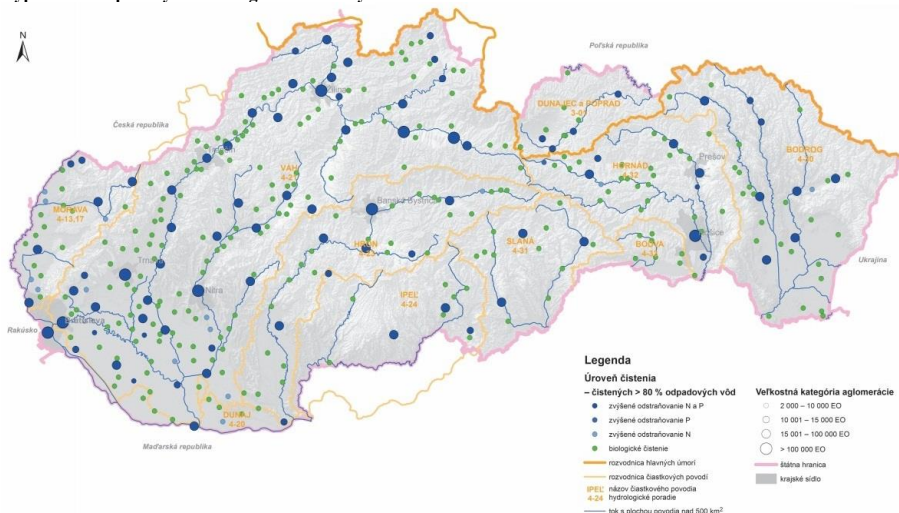 N
Poľská republika
DUNAJEC a POPRAD
3-01
Česká republika
Žilina
Trenčín
VÁH
4-21
HORNÁD
4-32
Prešov
BODROG
4-30
MORAVA
4-13,17
Banská Bystrica
HRON
4-23
SLANÁ
4-31
BODVA
Košice
Ukrajina
Trnava
Nitra
IPEĽ
4-24
Rakúsko
Bratislava
DUNAJ
4-20
Maďarská republika
Legenda
Úroveň čistenia
– čistených > 80 % odpadových vôd
zvýšené odstraňovanie N a P
zvýšené odstraňovanie P
zvýšené odstraňovanie N
biologické čistenie
rozvodnica hlavných úmorí
rozvodnica čiastkových povodí
IPEĽ 4-24 názov čiastkového povodia
hydrologické poradie
tok s plochou povodia nad 500 km²
Veľkostná kategória aglomerácie
2 000 – 10 000 EO
10 001 – 15 000 EO
15 001 – 100 000 EO
> 100 000 EO
štátna hranica
krajské sídlo